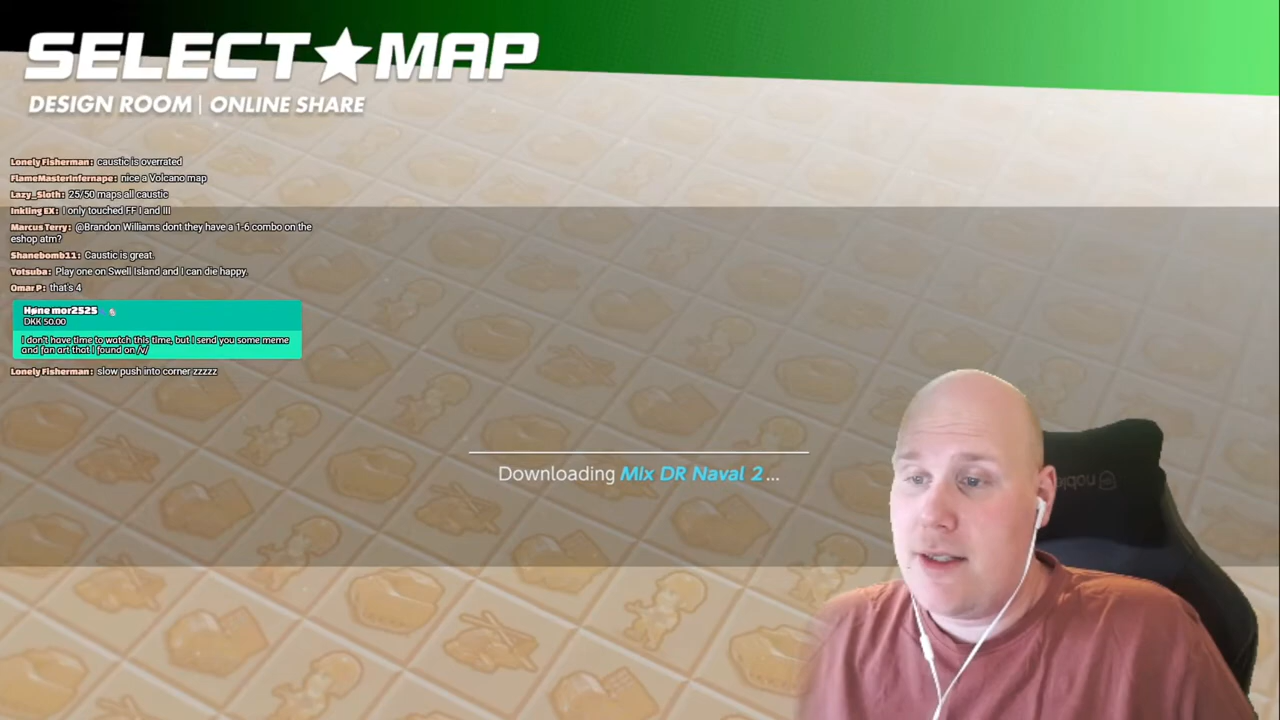 SELECT★MAP
DESIGN ROOM | ONLINE SHARE
Lonely Fisherman: caustic is overrated
FlameMasterInfernape: nice a Volcano map
Lazy_Sloth: 25/50 maps all caustic
Inkling EX: I only touched FF I and III
Marcus Terry: @Brandon Williams dont they have a 1-6 combo on the
eshop atm?
Shanebomb11: Caustic is great.
Yotsuba: Play one on Swell Island and I can die happy.
Omar P: that's 4
Høne mor2525
DKK 50.00
I don't have time to watch this time, but I send you some meme
and fan art that I found on /v/
Lonely Fisherman: slow push into corner zzzzz
Downloading Mix DR Naval 2...